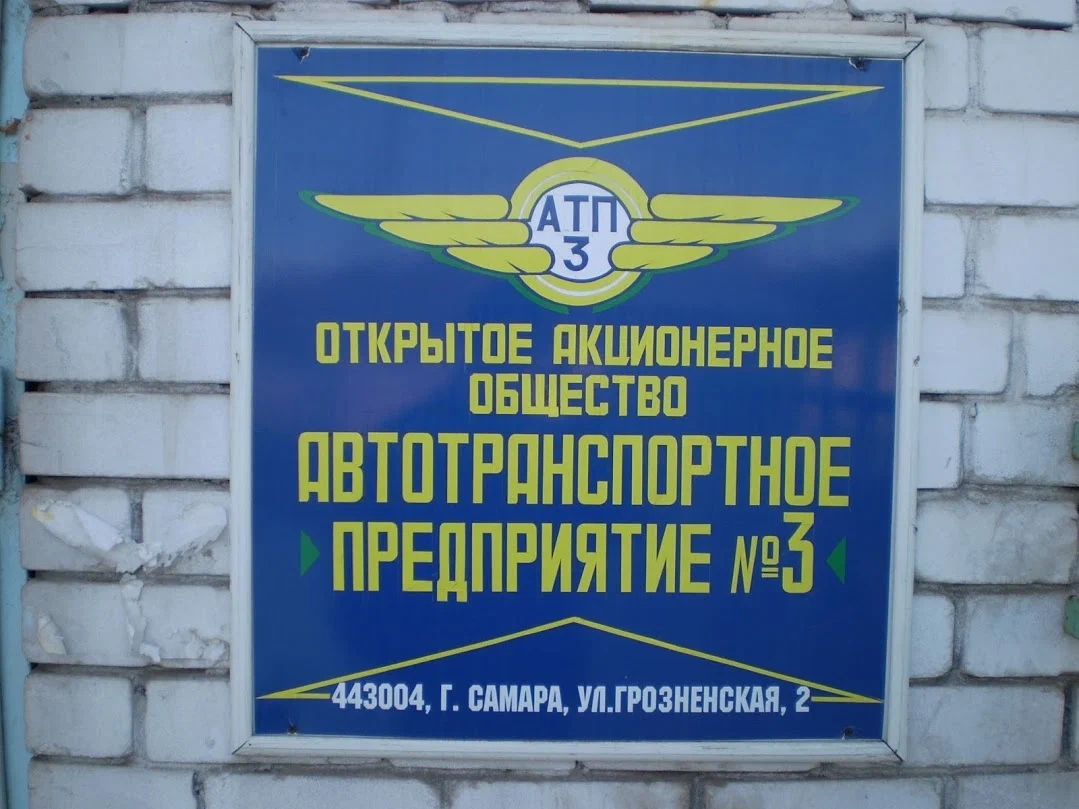 АТП
3
ОТКРЫТОЕ АКЦИОНЕРНОЕ
ОБЩЕСТВО
АВТОТРАНСПОРТНОЕ
ПРЕДПРИЯТИЕ №3
443004, Г. САМАРА, УЛ.ГРОЗНЕНСКАЯ, 2